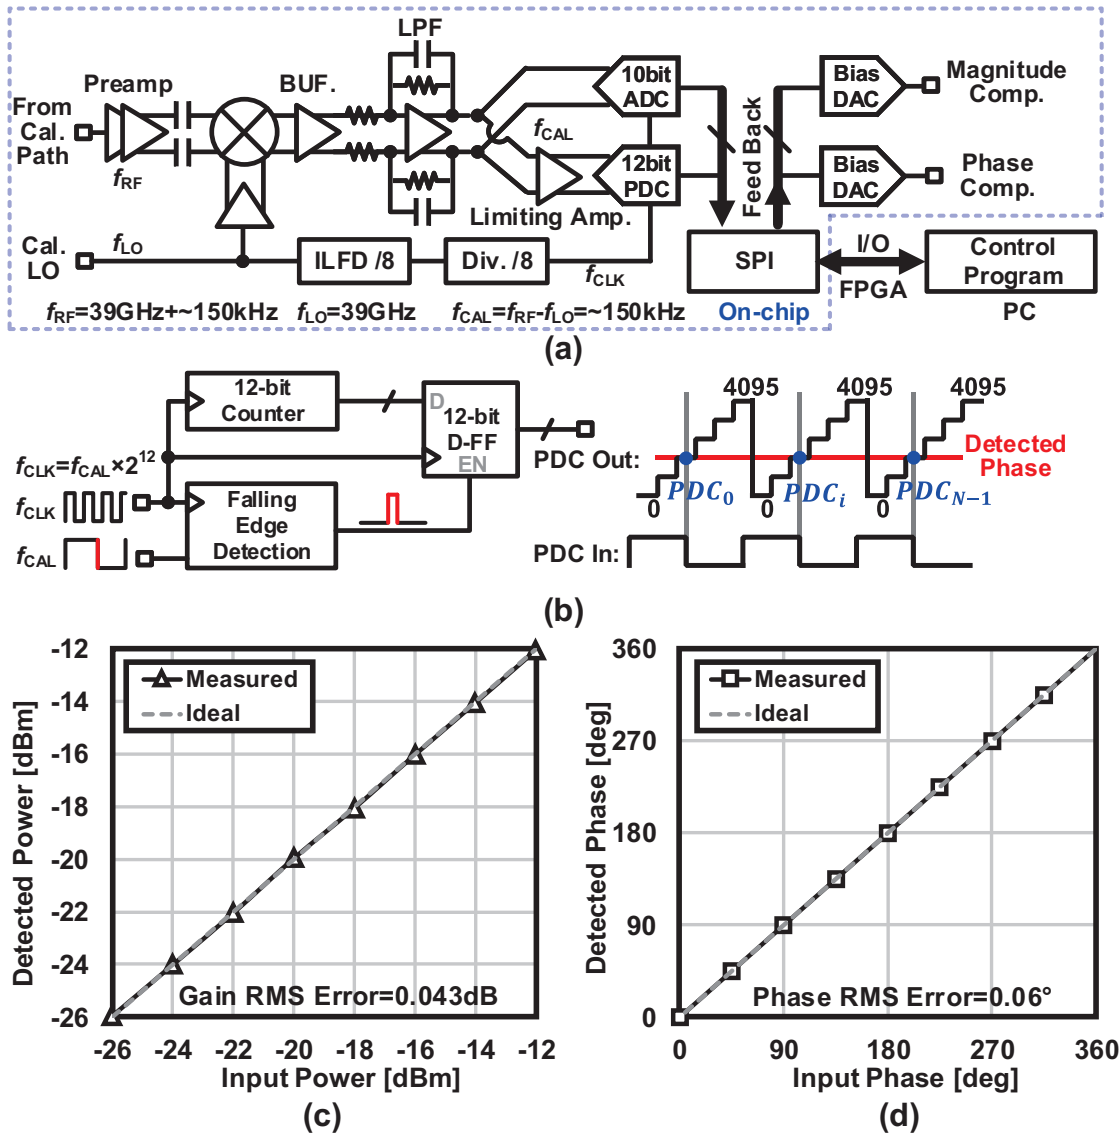 LPF
Preamp
BUF.
From
Cal.
Path
fRF
10bit
ADC
fCAL
12bit
PDC
Limiting Amp.
Feed Back
Bias
DAC
Magnitude
Comp.
Bias
DAC
Phase
Comp.
Cal.
LO
fLO
ILFD /8
Div. /8
fCLK
SPI
I/O
FPGA
Control
Program
PC
On-chip
fRF=39GHz+~150kHz fLO=39GHz fCAL=fRF-fLO=~150kHz
(a)
12-bit
Counter
D
12-bit
D-FF
EN
fCLK=fCAL×2¹²
fCLK
fCAL
Falling
Edge
Detection
4095 4095 4095
PDC Out:
Detected
Phase
PDC₀ PDCᵢ PDC_N−1
0 0 0
PDC In:
(b)
-12
-14
-16
-18
-20
-22
-24
-26
Detected Power [dBm]
Measured
Ideal
Gain RMS Error=0.043dB
-26 -24 -22 -20 -18 -16 -14 -12
Input Power [dBm]
(c)
360
270
180
90
0
Detected Phase [deg]
Measured
Ideal
Phase RMS Error=0.06°
0 90 180 270 360
Input Phase [deg]
(d)